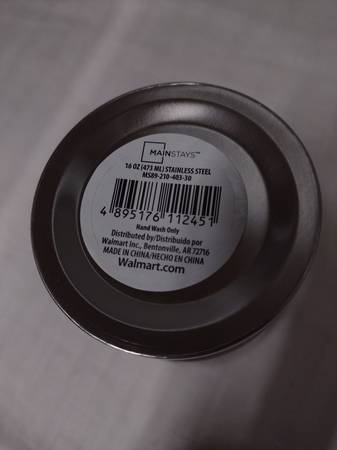 MAINSTAYS™
16 OZ (473 ML) STAINLESS STEEL
MS89-210-403-30
4 895176 112451
Hand Wash Only
Distributed by/Distribuido por
Walmart Inc., Bentonville, AR 72716
MADE IN CHINA/HECHO EN CHINA
Walmart.com